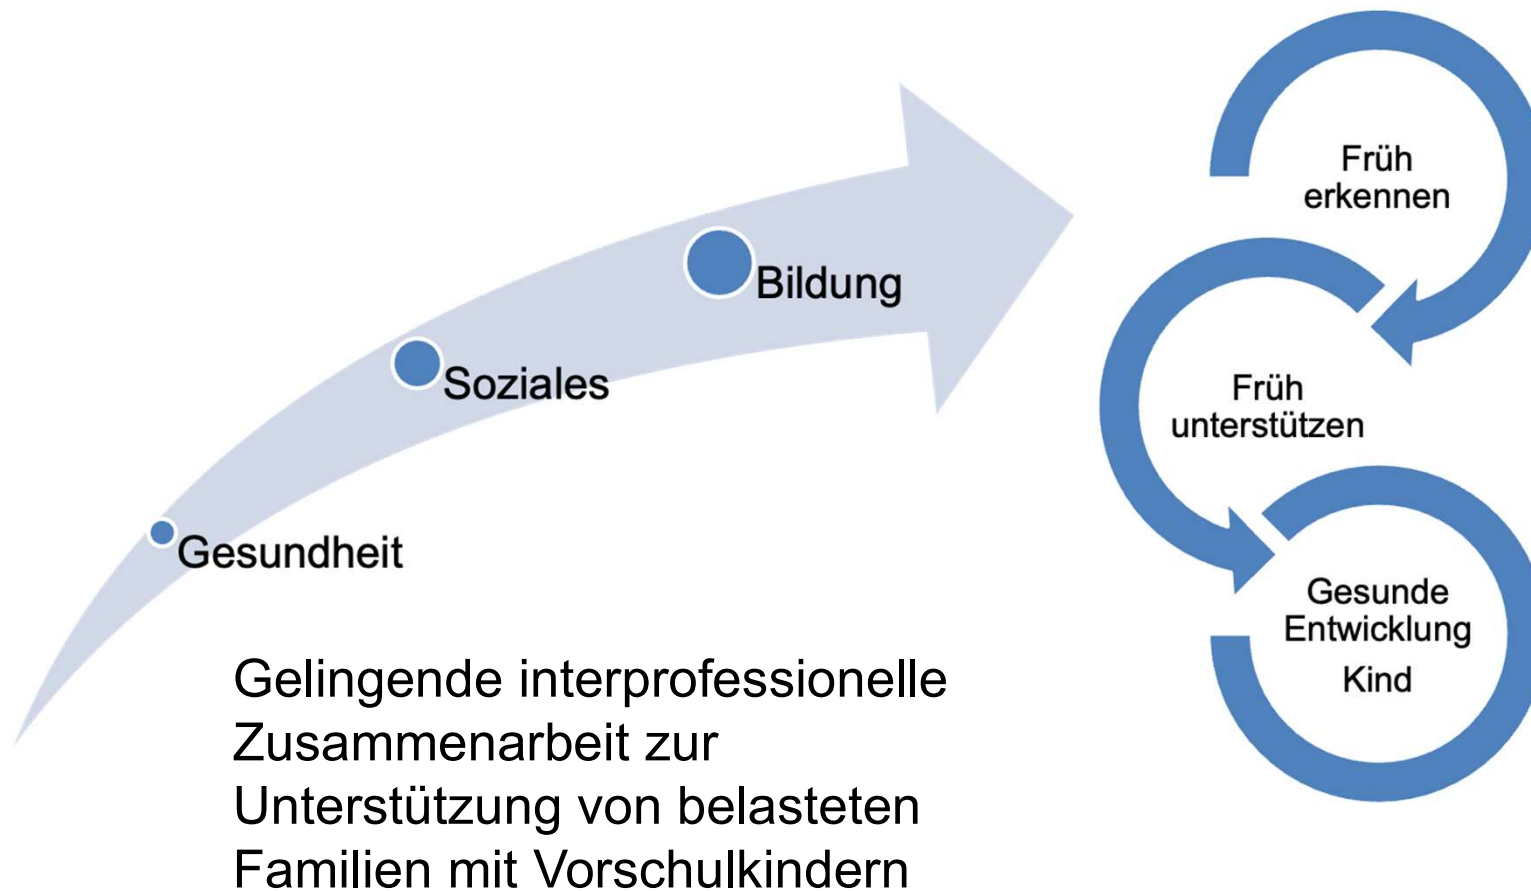 Früh
erkennen
Bildung
Soziales
Früh
unterstützen
Gesundheit
Gesunde
Entwicklung
Kind
Gelingende interprofessionelle
Zusammenarbeit zur
Unterstützung von belasteten
Familien mit Vorschulkindern